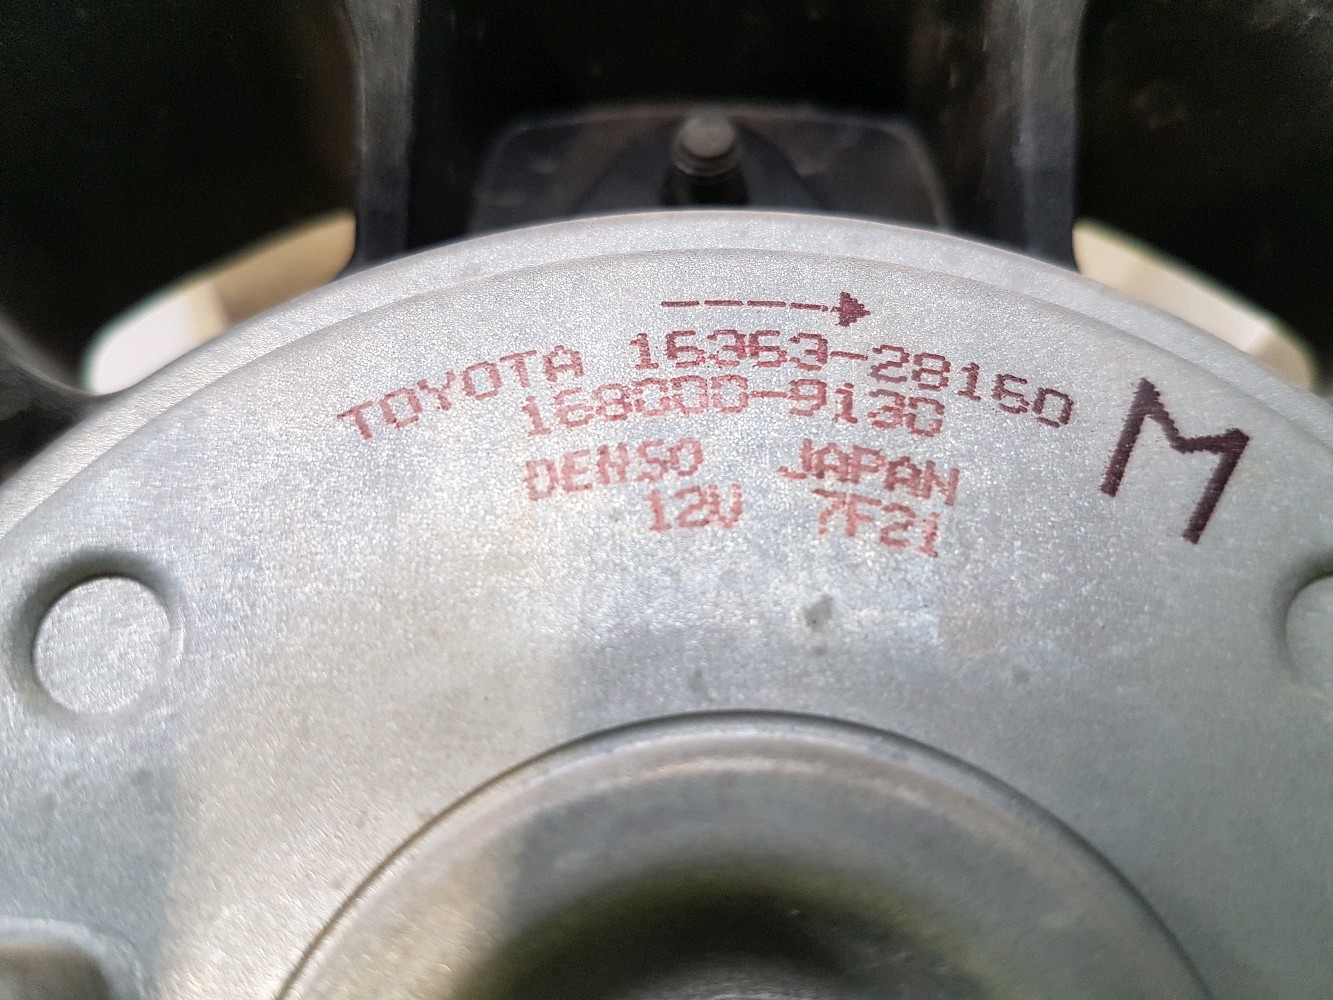 TOYOTA 16363-28160
168000-9130
DENSO JAPAN
12V 7F21
M